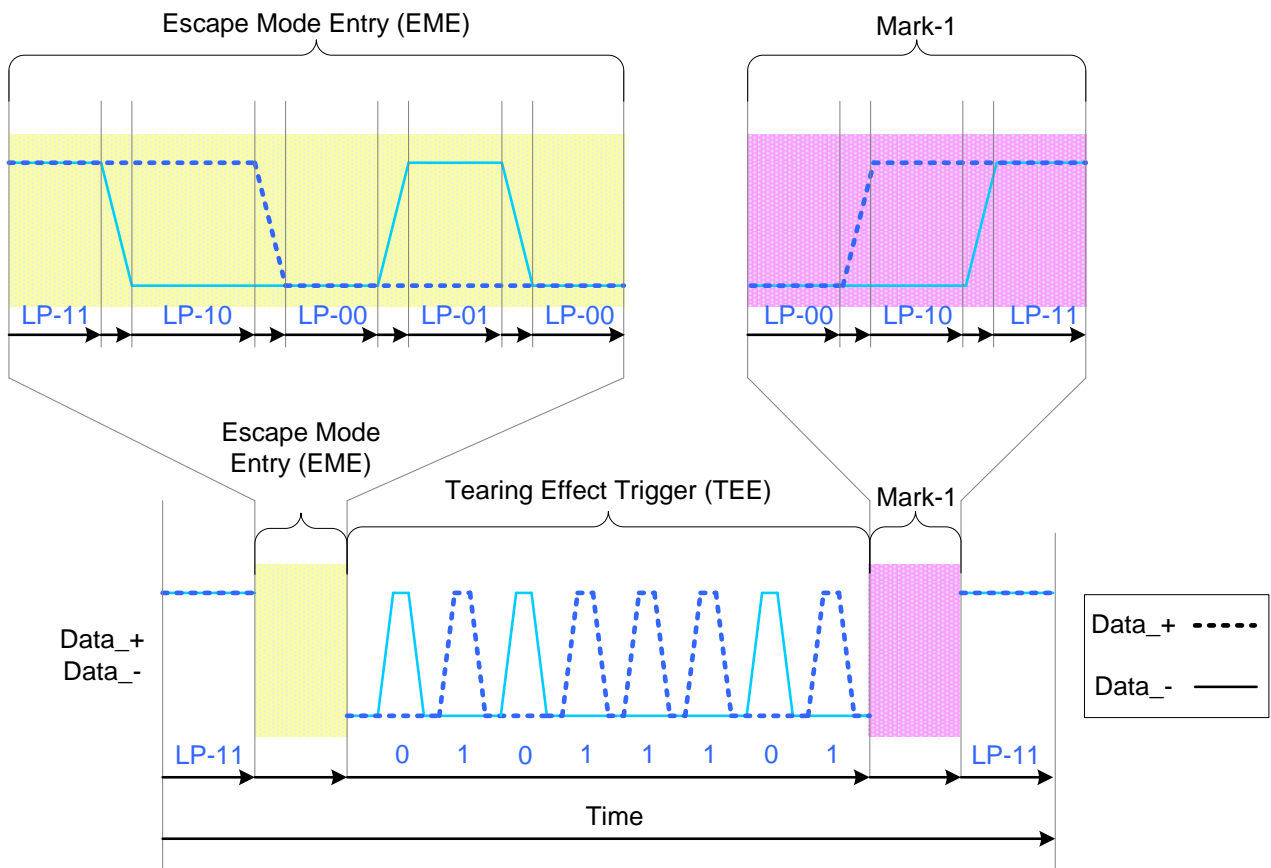 Escape Mode Entry (EME)
Mark-1
LP-11 LP-10 LP-00 LP-01 LP-00
LP-00 LP-10 LP-11
Escape Mode
Entry (EME)
Tearing Effect Trigger (TEE)
Mark-1
Data_+
Data_-
Data_+
Data_-
LP-11 0 1 0 1 1 1 0 1 LP-11
Time